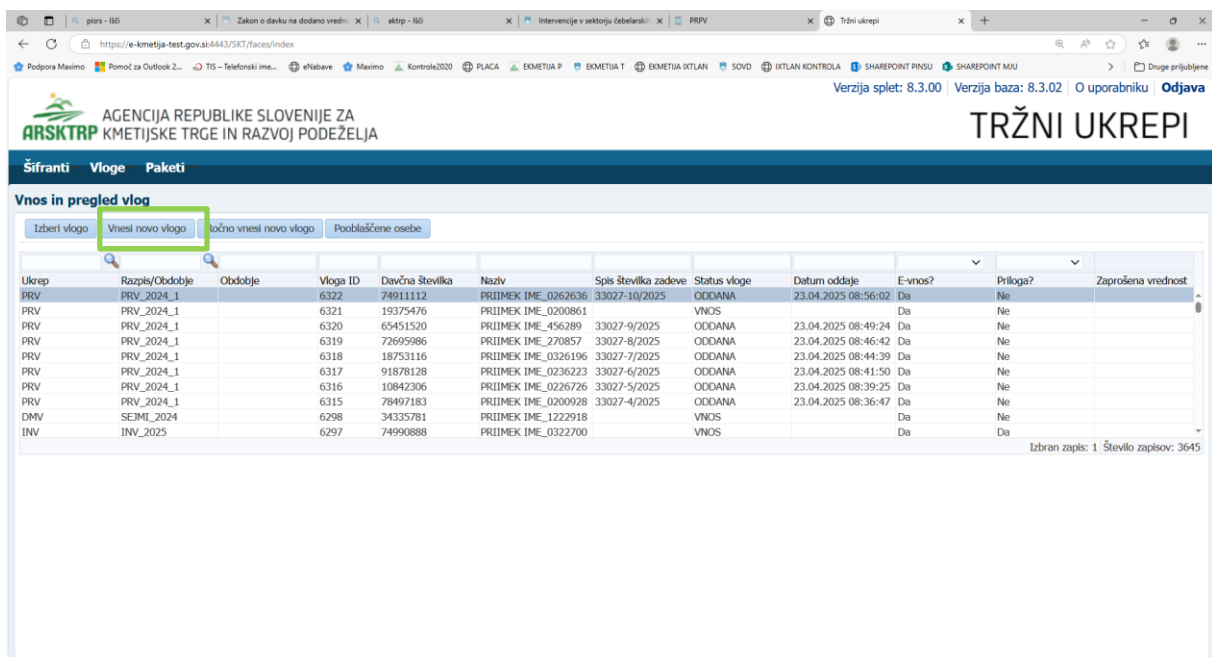 pisrs - Išči
Zakon o davku na dodano vredno
aktrp - Išči
Intervencije v sektorju čebelarskih
PRPV
Tržni ukrepi
https://e-kmetija-test.gov.si:4443/SKT/faces/index
Podpora Maximo Pomoč za Outlook 2... TIS – Telefonski ime... eNabave Maximo Kontrole2020 PLACA EKMETIJA P EKMETIJA T EKMETIJA IXTLAN SOVD IXTLAN KONTROLA SHAREPOINT PINSU SHAREPOINT MJU Druge priljubljene
Verzija splet: 8.3.00 Verzija baza: 8.3.02 O uporabniku Odjava
ARSKTRP
AGENCIJA REPUBLIKE SLOVENIJE ZA
KMETIJSKE TRGE IN RAZVOJ PODEŽELJA
TRŽNI UKREPI
Šifranti Vloge Paketi
Vnos in pregled vlog
Izberi vlogo Vnesi novo vlogo Ročno vnesi novo vlogo Pooblaščene osebe
Ukrep Razpis/Obdobje Obdobje Vloga ID Davčna številka Naziv Spis številka zadeve Status vloge Datum oddaje E-vnos? Priloga? Zaprošena vrednost
PRV PRV_2024_1 6322 74911112 PRIIMEK IME_0262636 33027-10/2025 ODDANA 23.04.2025 08:56:02 Da Ne
PRV PRV_2024_1 6321 19375476 PRIIMEK IME_0200861 VNOS Da Ne
PRV PRV_2024_1 6320 65451520 PRIIMEK IME_456289 33027-9/2025 ODDANA 23.04.2025 08:49:24 Da Ne
PRV PRV_2024_1 6319 72695986 PRIIMEK IME_270857 33027-8/2025 ODDANA 23.04.2025 08:46:42 Da Ne
PRV PRV_2024_1 6318 18753116 PRIIMEK IME_0326196 33027-7/2025 ODDANA 23.04.2025 08:44:39 Da Ne
PRV PRV_2024_1 6317 91878128 PRIIMEK IME_0236223 33027-6/2025 ODDANA 23.04.2025 08:41:50 Da Ne
PRV PRV_2024_1 6316 10842306 PRIIMEK IME_0226726 33027-5/2025 ODDANA 23.04.2025 08:39:25 Da Ne
PRV PRV_2024_1 6315 78497183 PRIIMEK IME_0200928 33027-4/2025 ODDANA 23.04.2025 08:36:47 Da Ne
DMV SEJMI_2024 6298 34335781 PRIIMEK IME_1222918 VNOS Da Ne
INV INV_2025 6297 74990888 PRIIMEK IME_0322700 VNOS Da Da
Izbran zapis: 1 Število zapisov: 3645